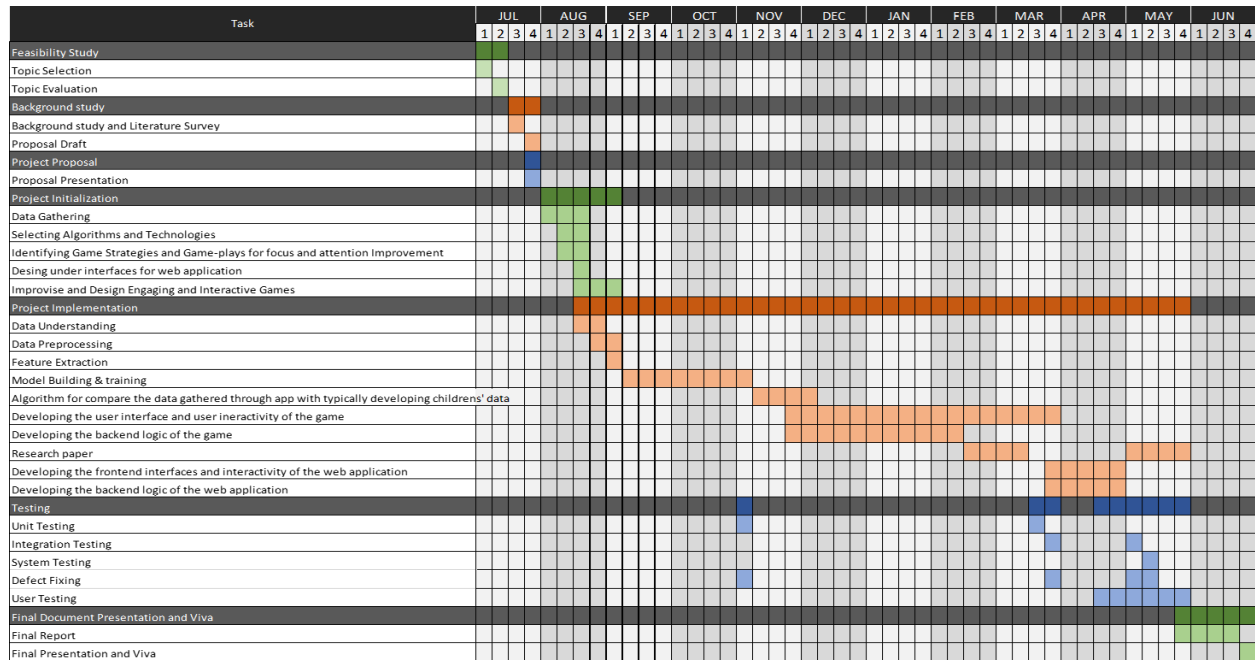 Task JUL AUG SEP OCT NOV DEC JAN FEB MAR APR MAY JUN
1 2 3 4 1 2 3 4 1 2 3 4 1 2 3 4 1 2 3 4 1 2 3 4 1 2 3 4 1 2 3 4 1 2 3 4 1 2 3 4 1 2 3 4 1 2 3 4
Feasibility Study
Topic Selection
Topic Evaluation
Background study
Background study and Literature Survey
Proposal Draft
Project Proposal
Proposal Presentation
Project Initialization
Data Gathering
Selecting Algorithms and Technologies
Identifying Game Strategies and Game-plays for focus and attention Improvement
Desing under interfaces for web application
Improvise and Design Engaging and Interactive Games
Project Implementation
Data Understanding
Data Preprocessing
Feature Extraction
Model Building & training
Algorithm for compare the data gathered through app with typically developing childrens' data
Developing the user interface and user ineractivity of the game
Developing the backend logic of the game
Research paper
Developing the frontend interfaces and interactivity of the web application
Developing the backend logic of the web application
Testing
Unit Testing
Integration Testing
System Testing
Defect Fixing
User Testing
Final Document Presentation and Viva
Final Report
Final Presentation and Viva